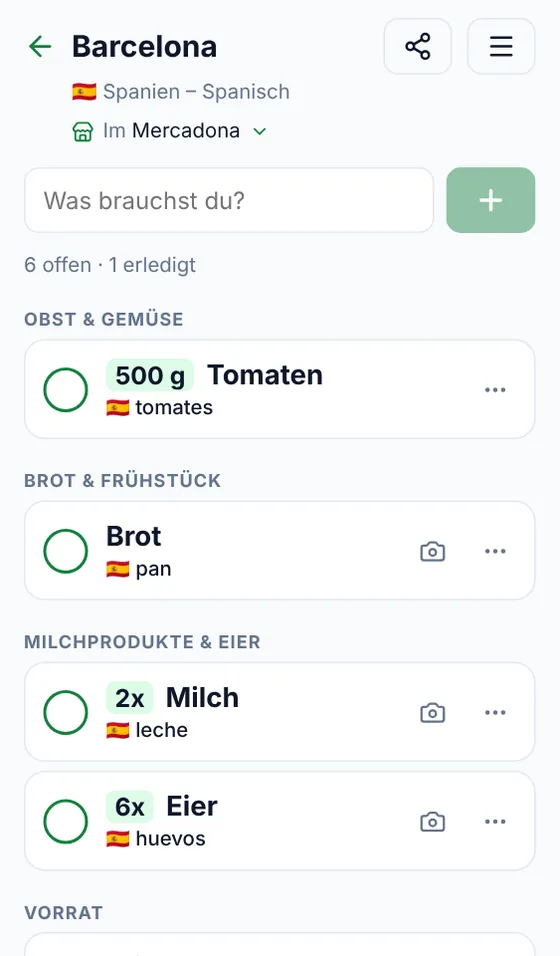 Barcelona
🇪🇸 Spanien – Spanisch
Im Mercadona
Was brauchst du?
6 offen · 1 erledigt
OBST & GEMÜSE
500 g Tomaten
🇪🇸 tomates
BROT & FRÜHSTÜCK
Brot
🇪🇸 pan
MILCHPRODUKTE & EIER
2x Milch
🇪🇸 leche
6x Eier
🇪🇸 huevos
VORRAT